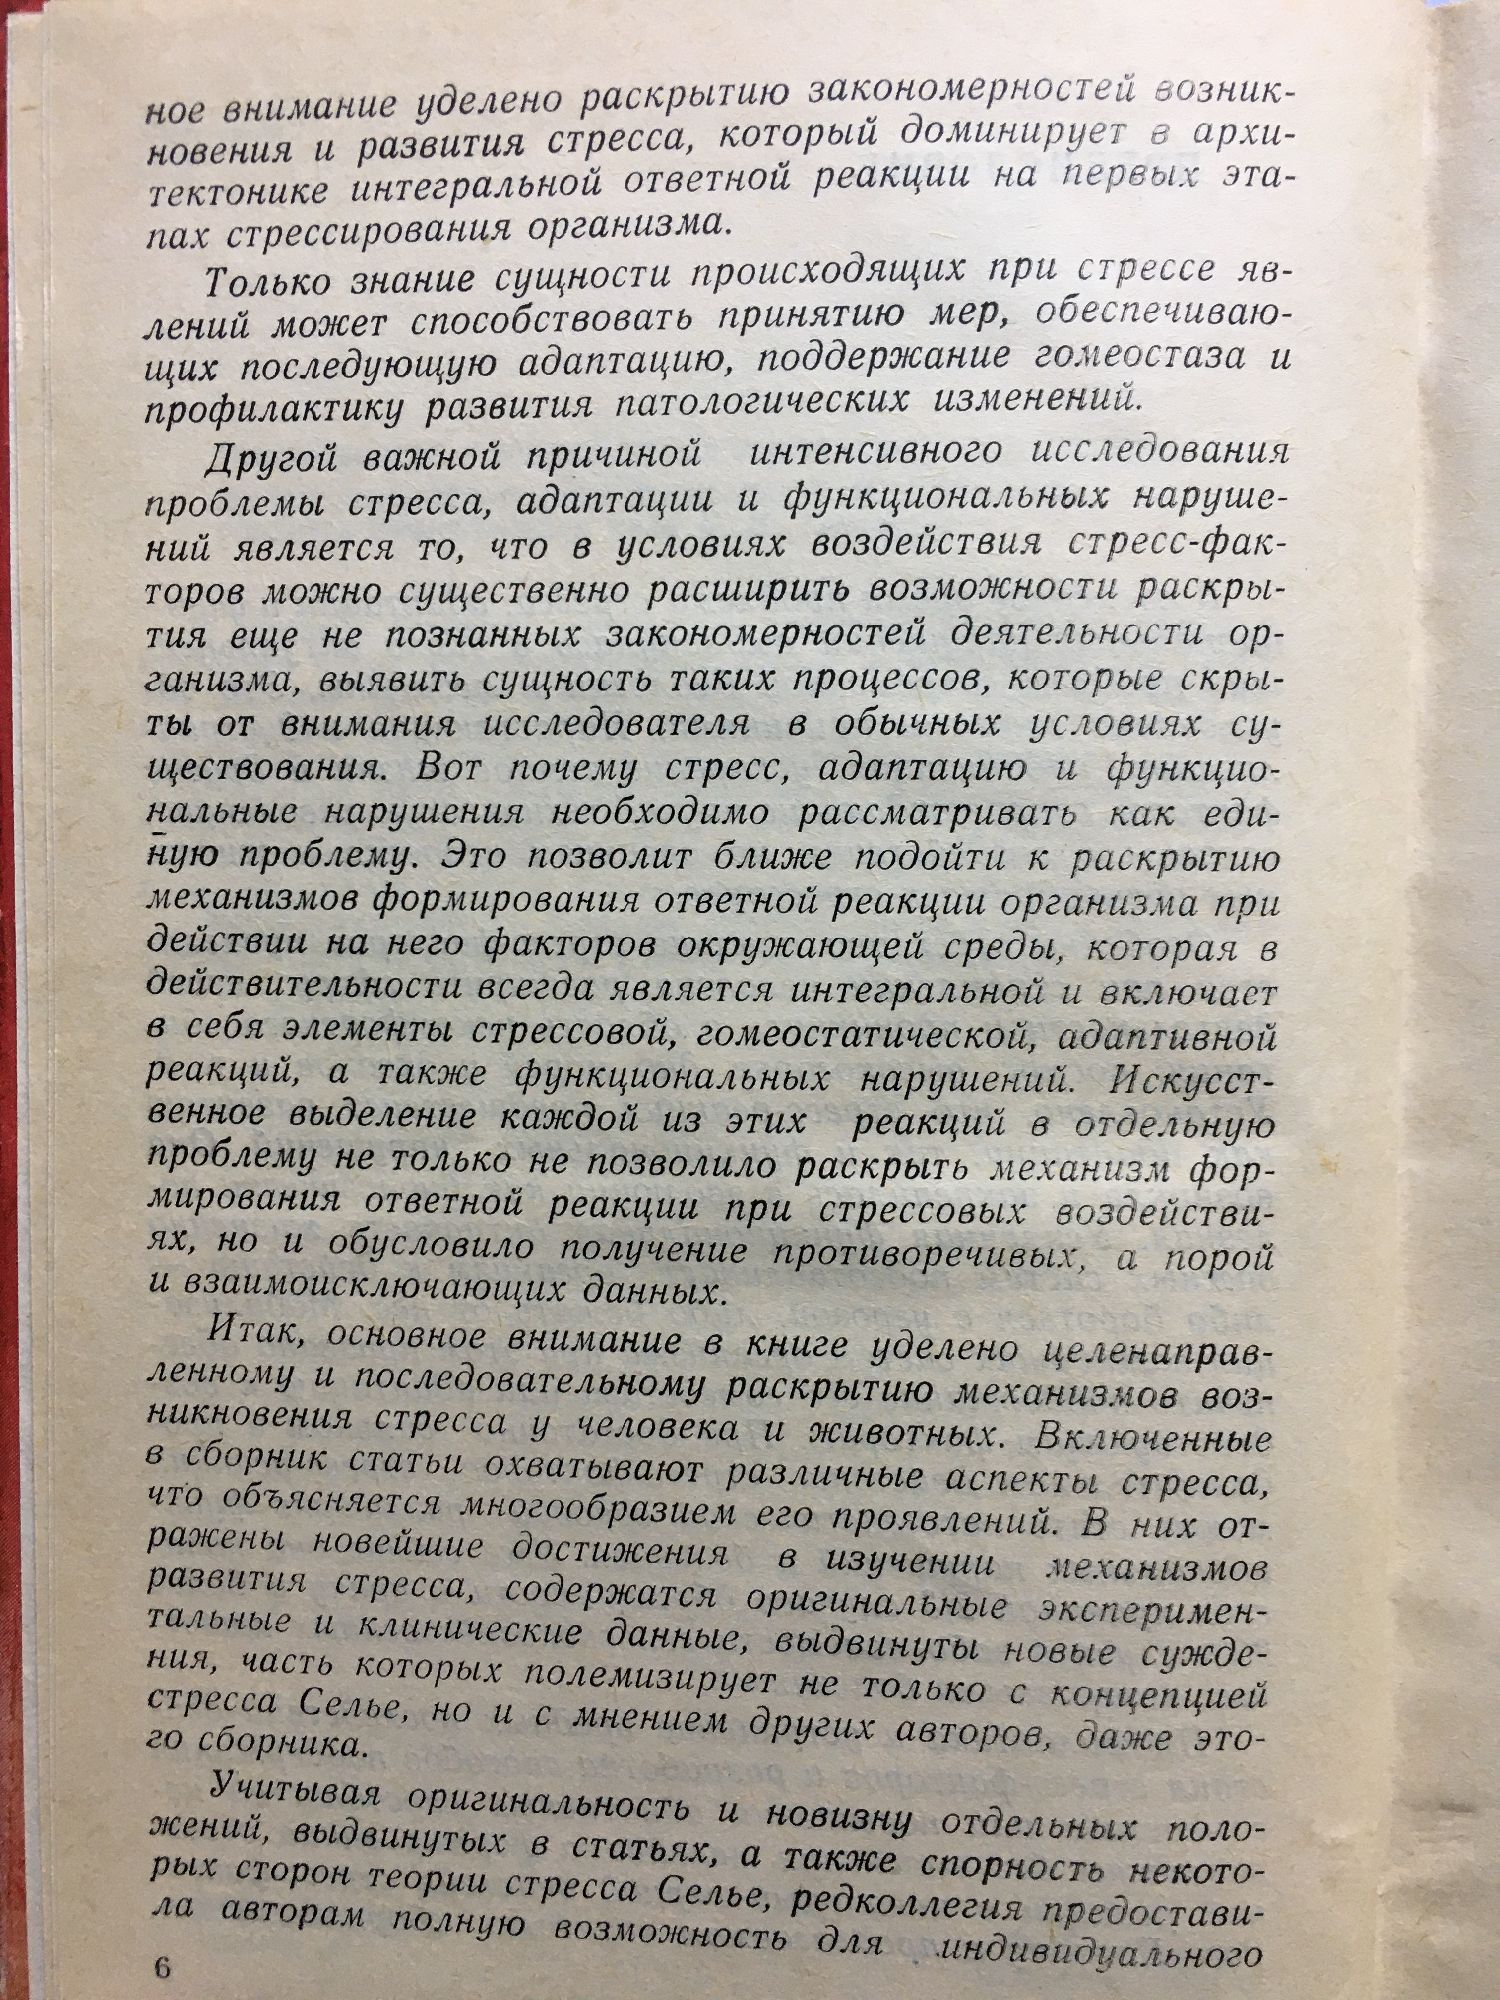 ное внимание уделено раскрытию закономерностей возник-
новения и развития стресса, который доминирует в архи-
тектонике интегральной ответной реакции на первых эта-
пах стрессирования организма.
Только знание сущности происходящих при стрессе яв-
лений может способствовать принятию мер, обеспечиваю-
щих последующую адаптацию, поддержание гомеостаза и
профилактику развития патологических изменений.
Другой важной причиной интенсивного исследования
проблемы стресса, адаптации и функциональных наруше-
ний является то, что в условиях воздействия стресс-фак-
торов можно существенно расширить возможности раскры-
тия еще не познанных закономерностей деятельности ор-
ганизма, выявить сущность таких процессов, которые скры-
ты от внимания исследователя в обычных условиях су-
ществования. Вот почему стресс, адаптацию и функцио-
нальные нарушения необходимо рассматривать как еди-
ную проблему. Это позволит ближе подойти к раскрытию
механизмов формирования ответной реакции организма при
действии на него факторов окружающей среды, которая в
действительности всегда является интегральной и включает
в себя элементы стрессовой, гомеостатической, адаптивной
реакций, а также функциональных нарушений. Искусст-
венное выделение каждой из этих реакций в отдельную
проблему не только не позволило раскрыть механизм фор-
мирования ответной реакции при стрессовых воздействи-
ях, но и обусловило получение противоречивых, а порой
и взаимоисключающих данных.
Итак, основное внимание в книге уделено целенаправ-
ленному и последовательному раскрытию механизмов воз-
никновения стресса у человека и животных. Включенные
в сборник статьи охватывают различные аспекты стресса,
что объясняется многообразием его проявлений. В них от-
ражены новейшие достижения в изучении механизмов
развития стресса, содержатся оригинальные эксперимен-
тальные и клинические данные, выдвинуты новые сужде-
ния, часть которых полемизирует не только с концепцией
стресса Селье, но и с мнением других авторов, даже это-
го сборника.
Учитывая оригинальность и новизну отдельных поло-
жений, выдвинутых в статьях, а также спорность некото-
рых сторон теории стресса Селье, редколлегия предостави-
ла авторам полную возможность для индивидуального
6